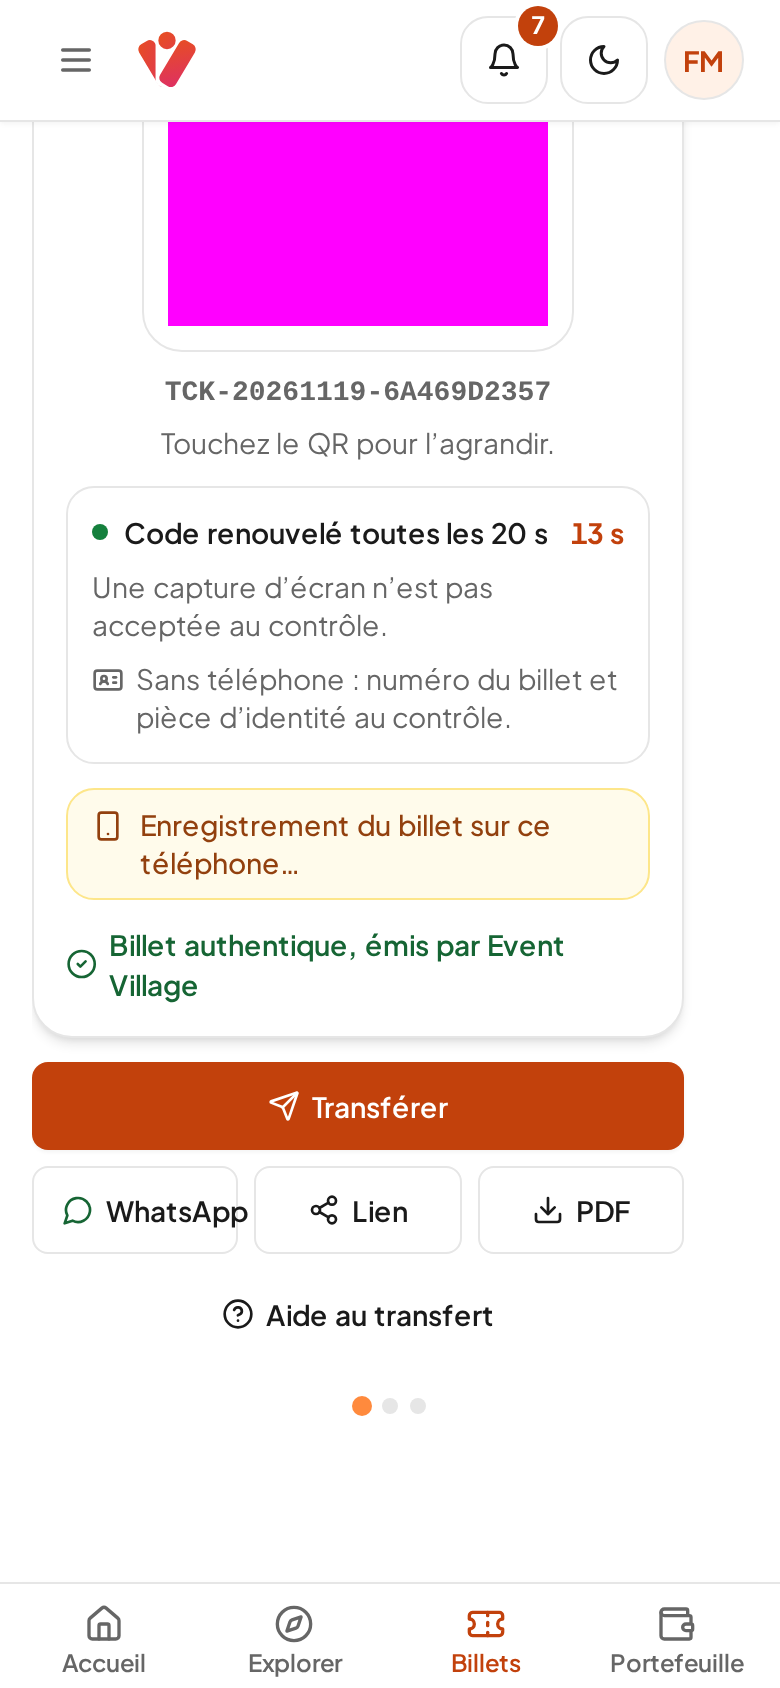 7
FM
TCK-20261119-6A469D2357
Touchez le QR pour l’agrandir.
Code renouvelé toutes les 20 s 13 s
Une capture d’écran n’est pas
acceptée au contrôle.
Sans téléphone : numéro du billet et
pièce d’identité au contrôle.
Enregistrement du billet sur ce
téléphone…
Billet authentique, émis par Event
Village
Transférer
WhatsApp Lien PDF
Aide au transfert
Accueil Explorer Billets Portefeuille